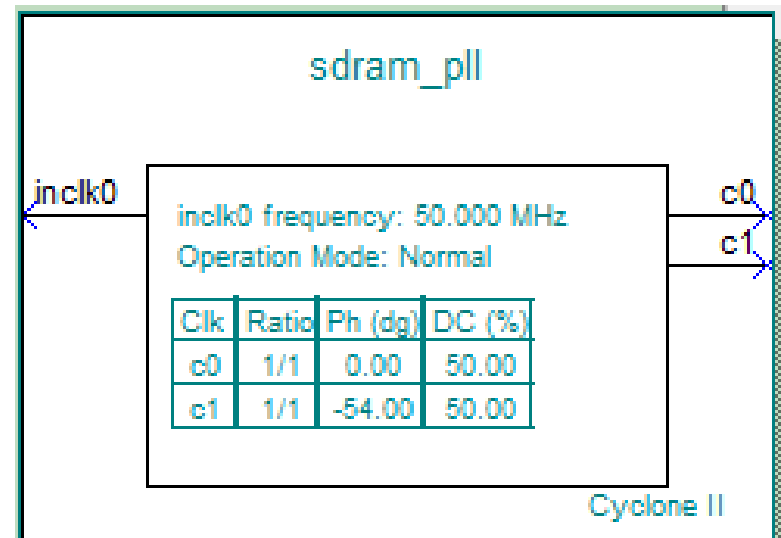 sdram_pll
inclk0
c0
c1
inclk0 frequency: 50.000 MHz
Operation Mode: Normal
Clk Ratio Ph (dg) DC (%)
c0 1/1 0.00 50.00
c1 1/1 -54.00 50.00
Cyclone II